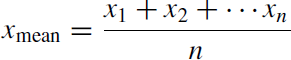 x_mean = (x_1 + x_2 + ⋯ x_n) / n